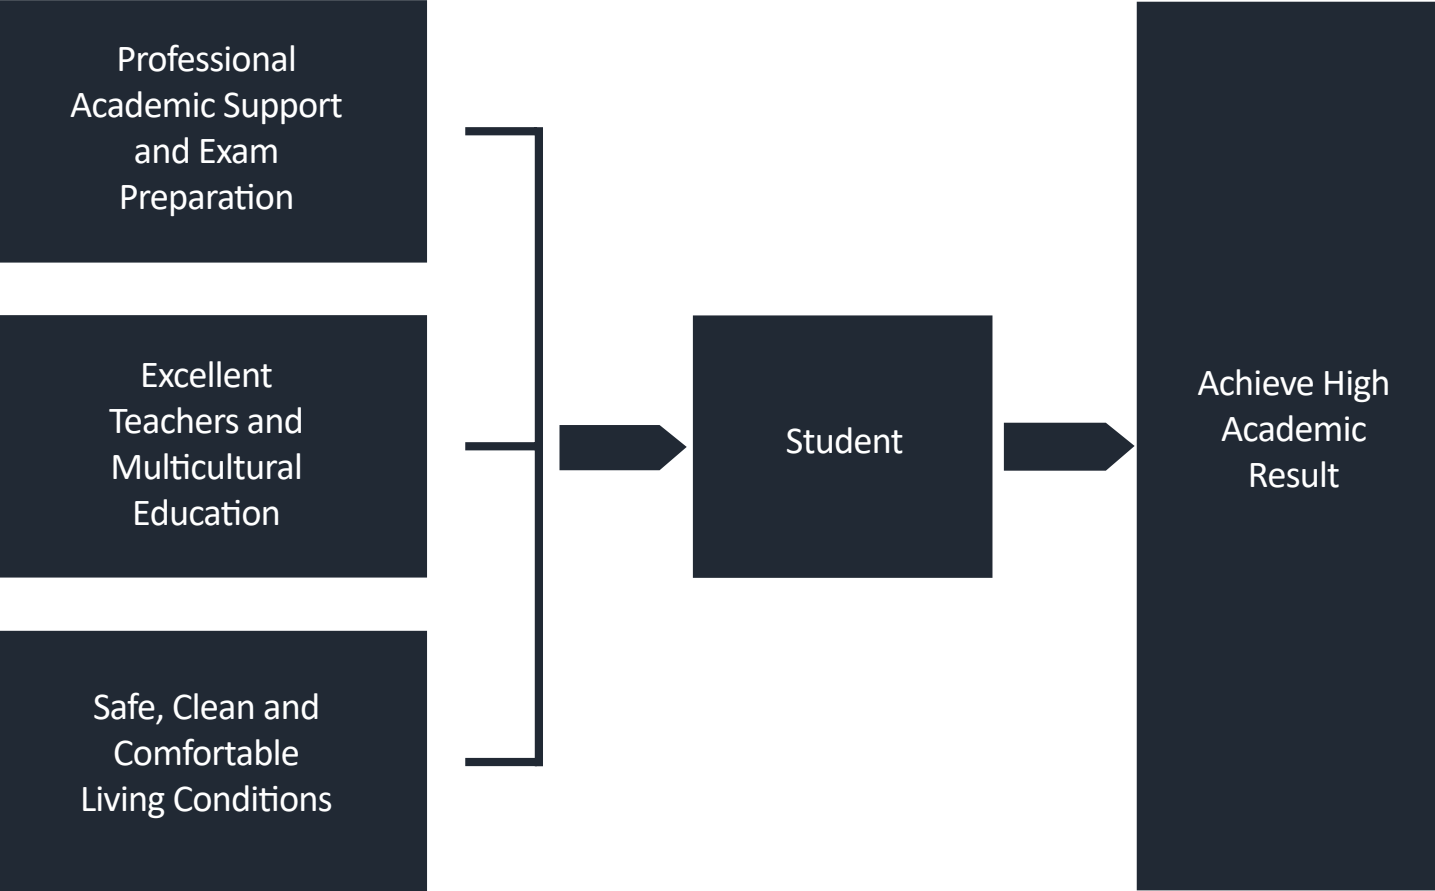 Professional
Academic Support
and Exam
Preparation
Excellent
Teachers and
Multicultural
Education
Safe, Clean and
Comfortable
Living Conditions
Student
Achieve High
Academic
Result